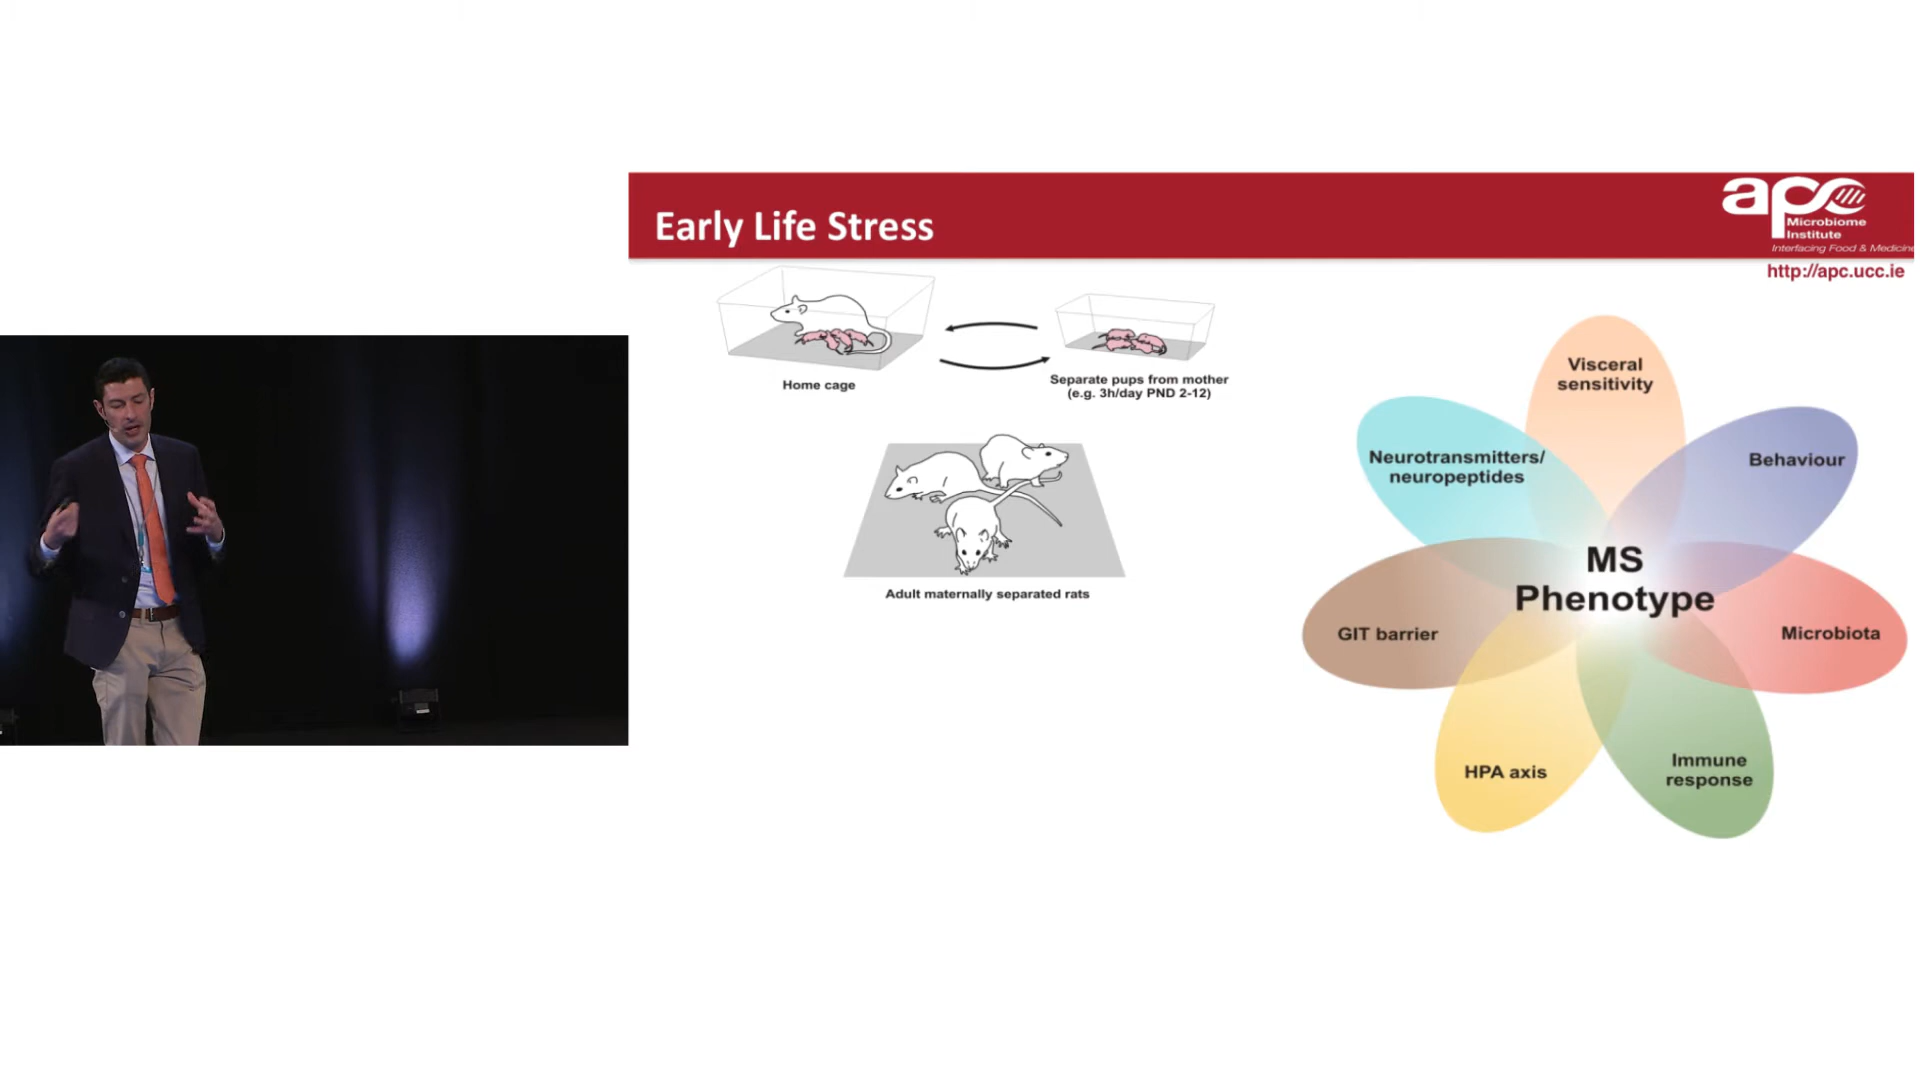 Early Life Stress
apc
Microbiome
Institute
Interfacing Food & Medicine
http://apc.ucc.ie
Home cage
Separate pups from mother
(e.g. 3h/day PND 2-12)
Adult maternally separated rats
Visceral
sensitivity
Neurotransmitters/
neuropeptides
Behaviour
MS
Phenotype
GIT barrier
Microbiota
HPA axis
Immune
response